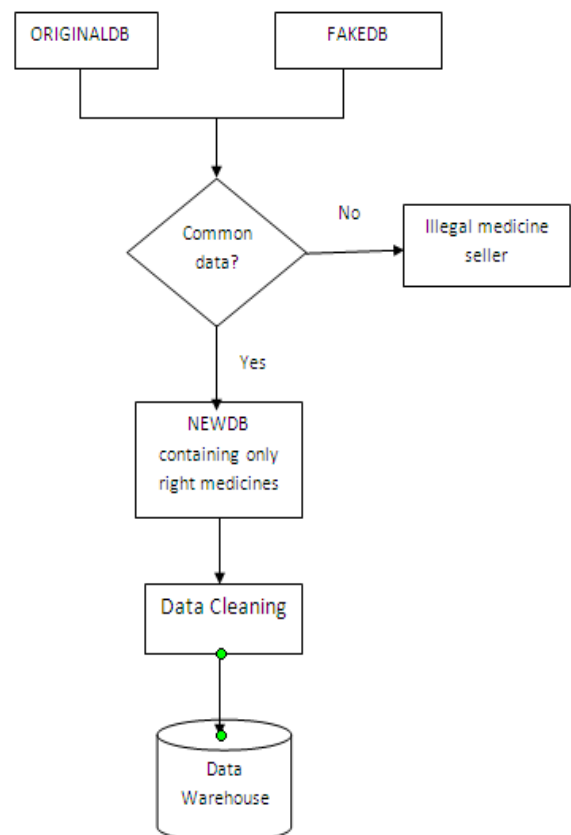 ORIGINALDB
FAKEDB
Common
data?
No
Illegal medicine
seller
Yes
NEWDB
containing only
right medicines
Data Cleaning
Data
Warehouse